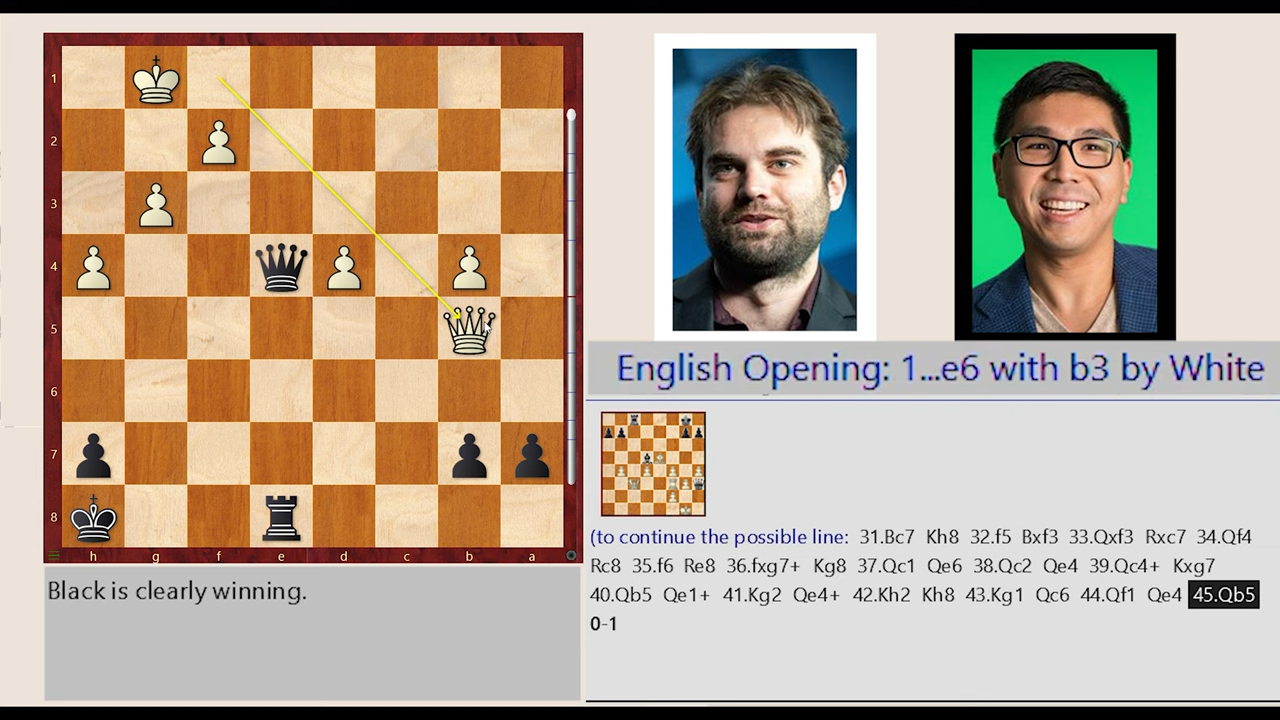 1
2
3
4
5
6
7
8
h g f e d c b a
Black is clearly winning.
English Opening: 1...e6 with b3 by White
(to continue the possible line: 31.Bc7 Kh8 32.f5 Bxf3 33.Qxf3 Rxc7 34.Qf4
Rc8 35.f6 Re8 36.fxg7+ Kg8 37.Qc1 Qe6 38.Qc2 Qe4 39.Qc4+ Kxg7
40.Qb5 Qe1+ 41.Kg2 Qe4+ 42.Kh2 Kh8 43.Kg1 Qc6 44.Qf1 Qe4 45.Qb5
0-1